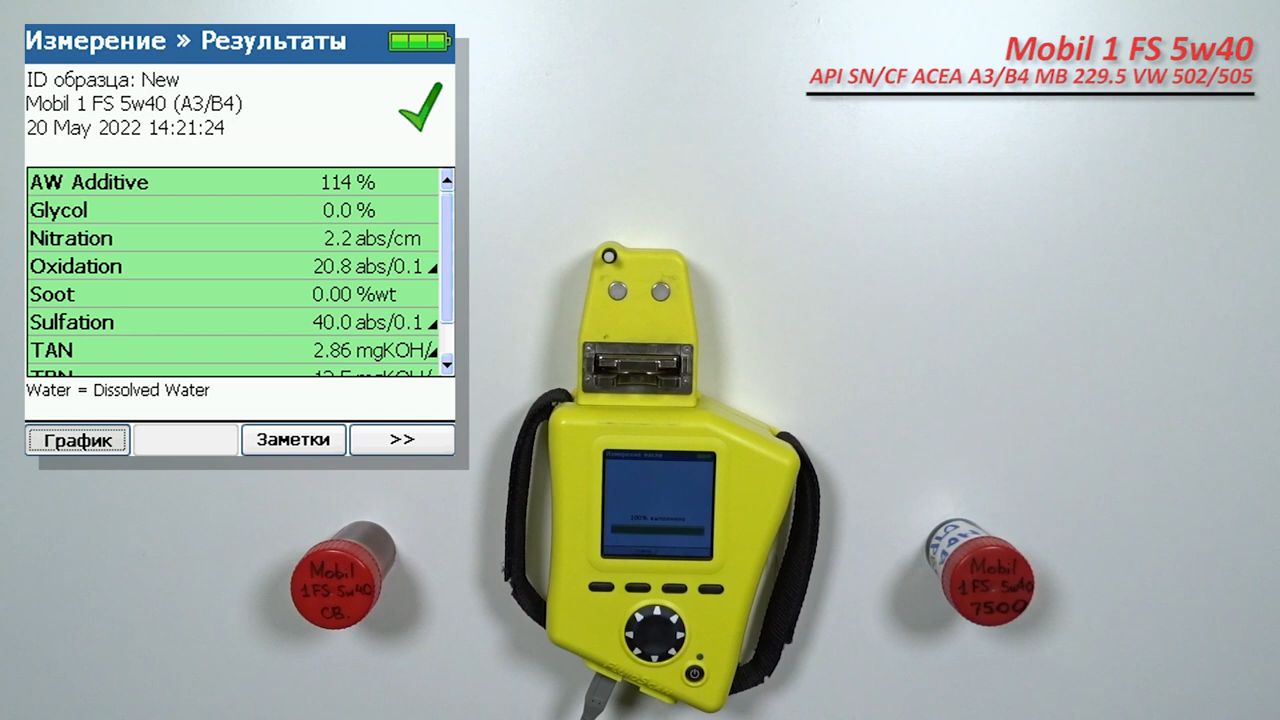 Измерение » Результаты
ID образца: New
Mobil 1 FS 5w40 (A3/B4)
20 May 2022 14:21:24
AW Additive 114 %
Glycol 0.0 %
Nitration 2.2 abs/cm
Oxidation 20.8 abs/0.1
Soot 0.00 %wt
Sulfation 40.0 abs/0.1
TAN 2.86 mgKOH/
Water = Dissolved Water
График
Заметки
>>
Mobil 1 FS 5w40
API SN/CF ACEA A3/B4 MB 229.5 VW 502/505
100% выполнено
Mobil
1 FS 5w40
СВ.
Mobil
1 FS 5w40
7500